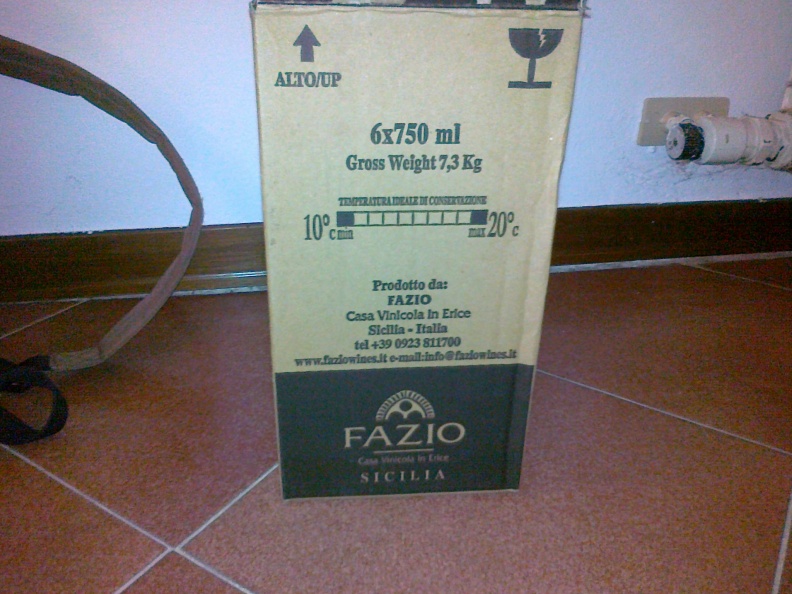 ALTO/UP
6x750 ml
Gross Weight 7,3 Kg
TEMPERATURA IDEALE DI CONSERVAZIONE
10°C min max 20°C
Prodotto da:
FAZIO
Casa Vinicola in Erice
Sicilia - Italia
tel +39 0923 811700
www.faziowines.it e-mail:info@faziowines.it
FAZIO
Casa Vinicola in Erice
SICILIA